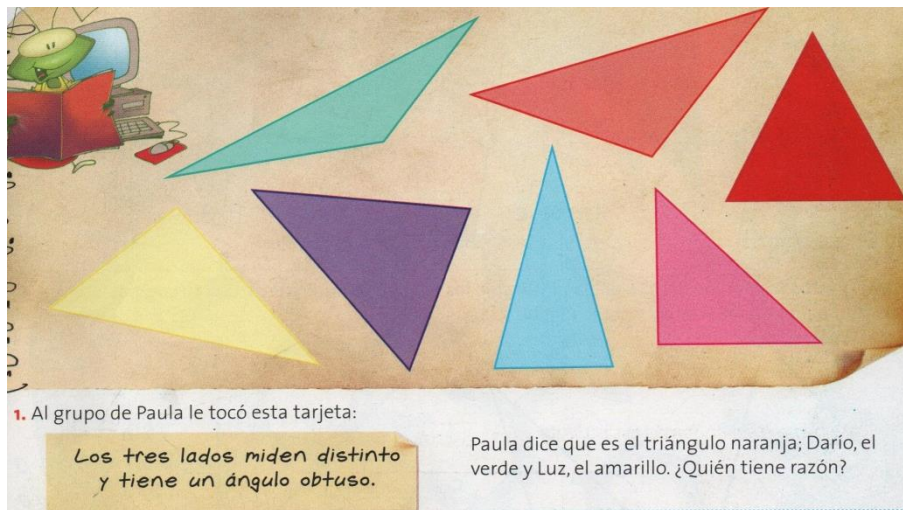 1. Al grupo de Paula le tocó esta tarjeta:
Los tres lados miden distinto
y tiene un ángulo obtuso.
Paula dice que es el triángulo naranja; Darío, el
verde y Luz, el amarillo. ¿Quién tiene razón?